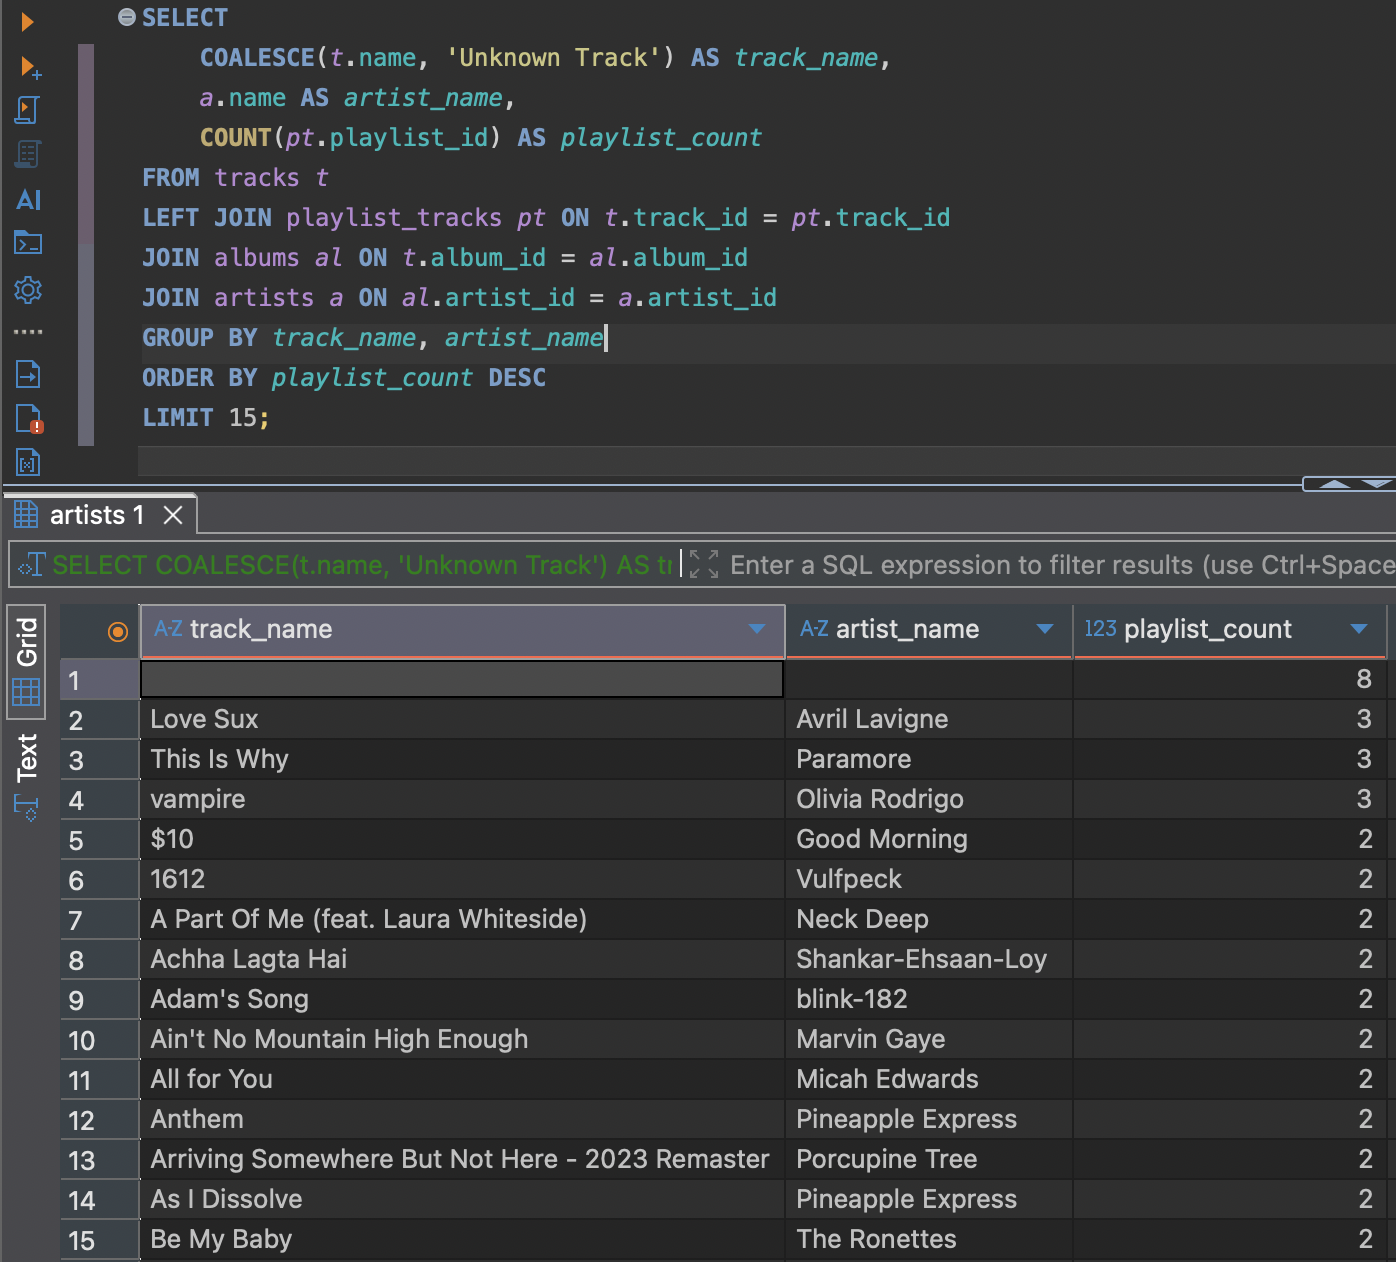 SELECT
COALESCE(t.name, 'Unknown Track') AS track_name,
a.name AS artist_name,
COUNT(pt.playlist_id) AS playlist_count
FROM tracks t
LEFT JOIN playlist_tracks pt ON t.track_id = pt.track_id
JOIN albums al ON t.album_id = al.album_id
JOIN artists a ON al.artist_id = a.artist_id
GROUP BY track_name, artist_name
ORDER BY playlist_count DESC
LIMIT 15;
AI
artists 1
SELECT COALESCE(t.name, 'Unknown Track') AS tr Enter a SQL expression to filter results (use Ctrl+Space
Grid
Text
A-Z track_name A-Z artist_name 123 playlist_count
1 8
2 Love Sux Avril Lavigne 3
3 This Is Why Paramore 3
4 vampire Olivia Rodrigo 3
5 $10 Good Morning 2
6 1612 Vulfpeck 2
7 A Part Of Me (feat. Laura Whiteside) Neck Deep 2
8 Achha Lagta Hai Shankar-Ehsaan-Loy 2
9 Adam's Song blink-182 2
10 Ain't No Mountain High Enough Marvin Gaye 2
11 All for You Micah Edwards 2
12 Anthem Pineapple Express 2
13 Arriving Somewhere But Not Here - 2023 Remaster Porcupine Tree 2
14 As I Dissolve Pineapple Express 2
15 Be My Baby The Ronettes 2